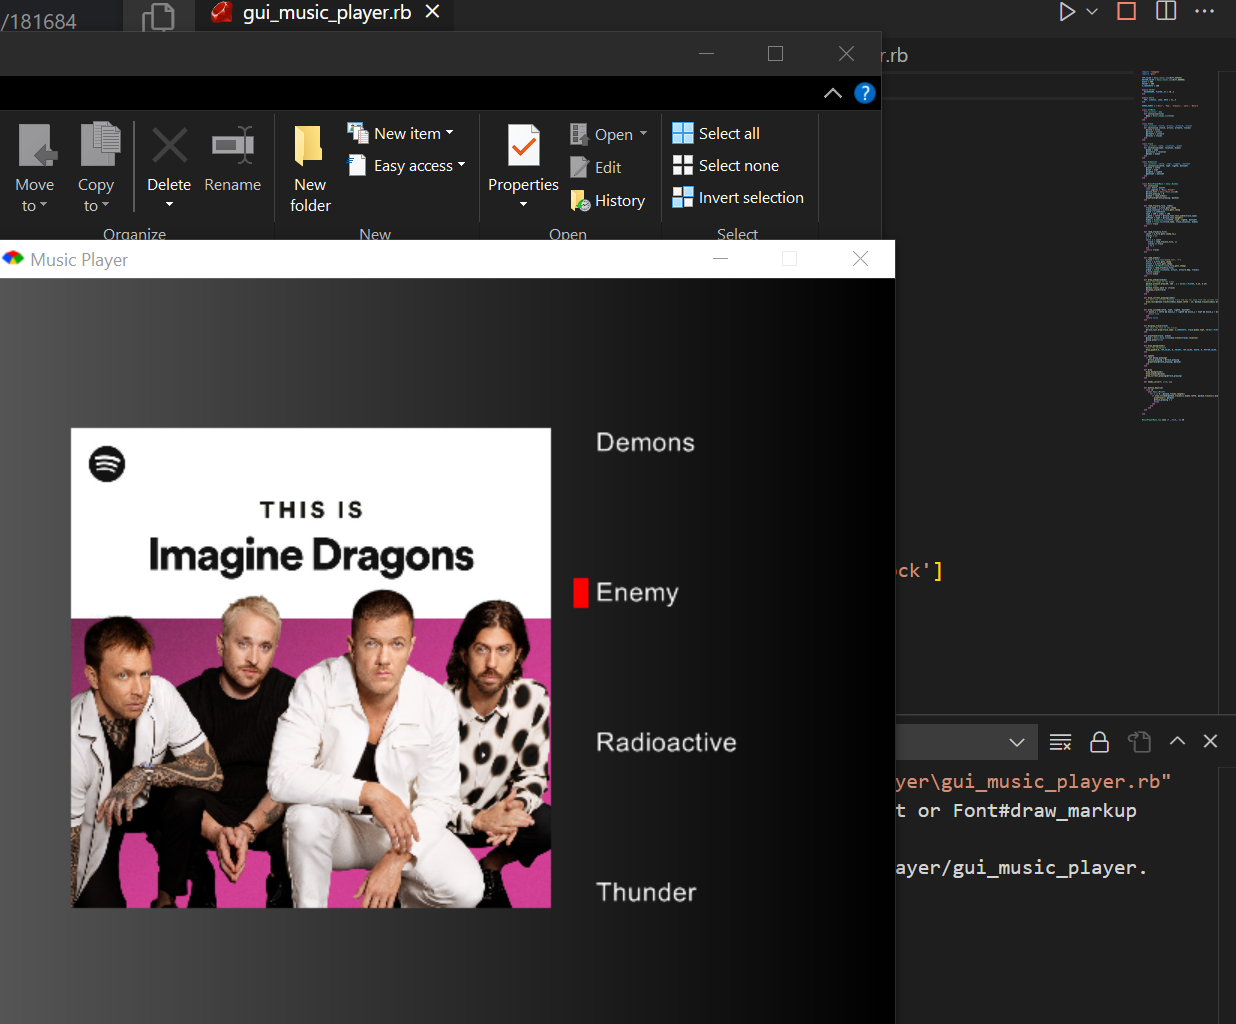 /181684
gui_music_player.rb
r.rb
?
Move to
Copy to
Delete
Rename
New folder
New item
Easy access
Properties
Open
Edit
History
Select all
Select none
Invert selection
Organize
New
Open
Select
Music Player
Demons
THIS IS
Imagine Dragons
Enemy
Radioactive
Thunder
ock']
yer\gui_music_player.rb"
t or Font#draw_markup
ayer/gui_music_player.